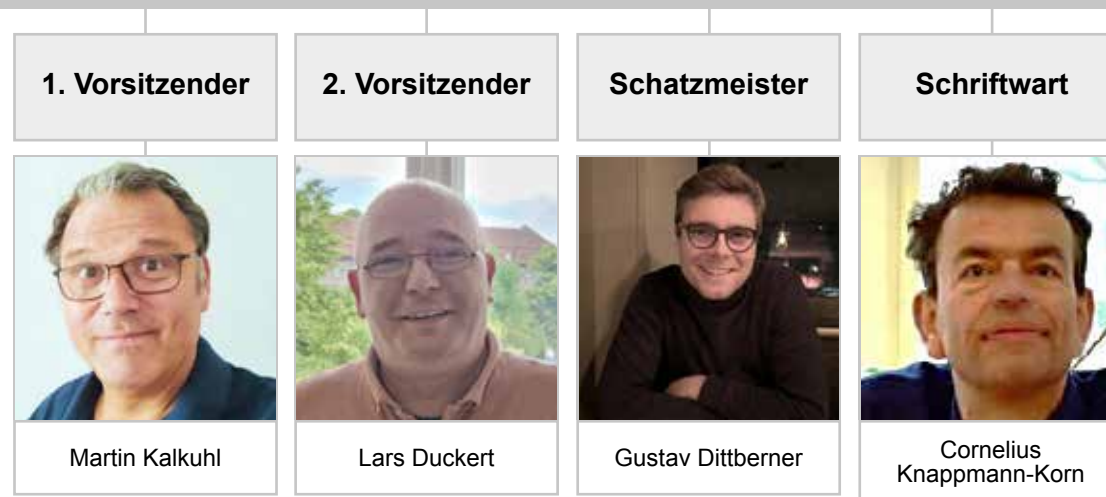 1. Vorsitzender
2. Vorsitzender
Schatzmeister
Schriftwart
Martin Kalkuhl
Lars Duckert
Gustav Dittberner
Cornelius
Knappmann-Korn